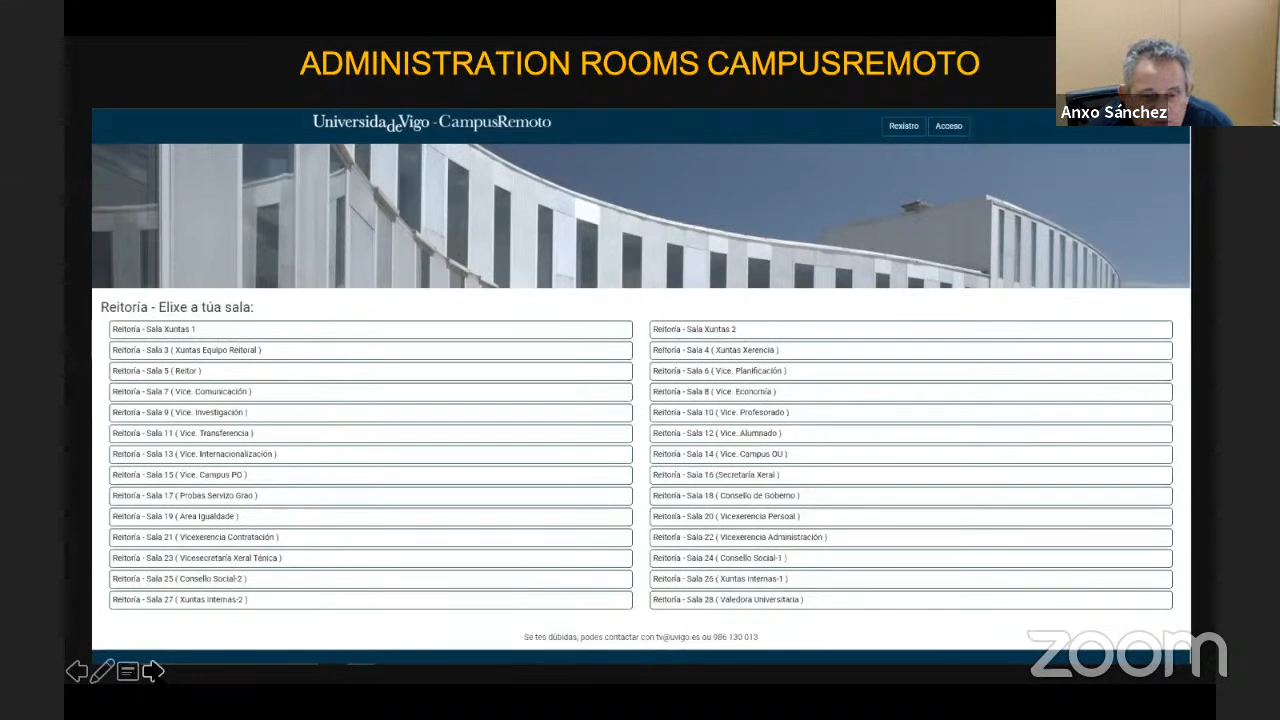 ADMINISTRATION ROOMS CAMPUSREMOTO
Anxo Sánchez
UniversidadeVigo - CampusRemoto
Rexistro
Acceso
Reitoría - Elixe a túa sala:
Reitoría - Sala Xuntas 1
Reitoría - Sala Xuntas 2
Reitoría - Sala 3 ( Xuntas Equipo Reitoral )
Reitoría - Sala 4 ( Xuntas Xerencia )
Reitoría - Sala 5 ( Reitor )
Reitoría - Sala 6 ( Vice. Planificación )
Reitoría - Sala 7 ( Vice. Comunicación )
Reitoría - Sala 8 ( Vice. Economía )
Reitoría - Sala 9 ( Vice. Investigación )
Reitoría - Sala 10 ( Vice. Profesorado )
Reitoría - Sala 11 ( Vice. Transferencia )
Reitoría - Sala 12 ( Vice. Alumnado )
Reitoría - Sala 13 ( Vice. Internacionalización )
Reitoría - Sala 14 ( Vice. Campus OU )
Reitoría - Sala 15 ( Vice. Campus PO )
Reitoría - Sala 16 (Secretaría Xeral )
Reitoría - Sala 17 ( Probas Servizo Grao )
Reitoría - Sala 18 ( Consello de Goberno )
Reitoría - Sala 19 ( Area Igualdade )
Reitoría - Sala 20 ( Vicexerencia Persoal )
Reitoría - Sala 21 ( Vicexerencia Contratación )
Reitoría - Sala 22 ( Vicexerencia Administración )
Reitoría - Sala 23 ( Vicesecretaría Xeral Ténica )
Reitoría - Sala 24 ( Consello Social-1 )
Reitoría - Sala 25 ( Consello Social-2 )
Reitoría - Sala 26 ( Xuntas Internas-1 )
Reitoría - Sala 27 ( Xuntas Internas-2 )
Reitoría - Sala 28 ( Valedora Universitaria )
Se tes dúbidas, podes contactar con tv@uvigo.es ou 986 130 013
zoom